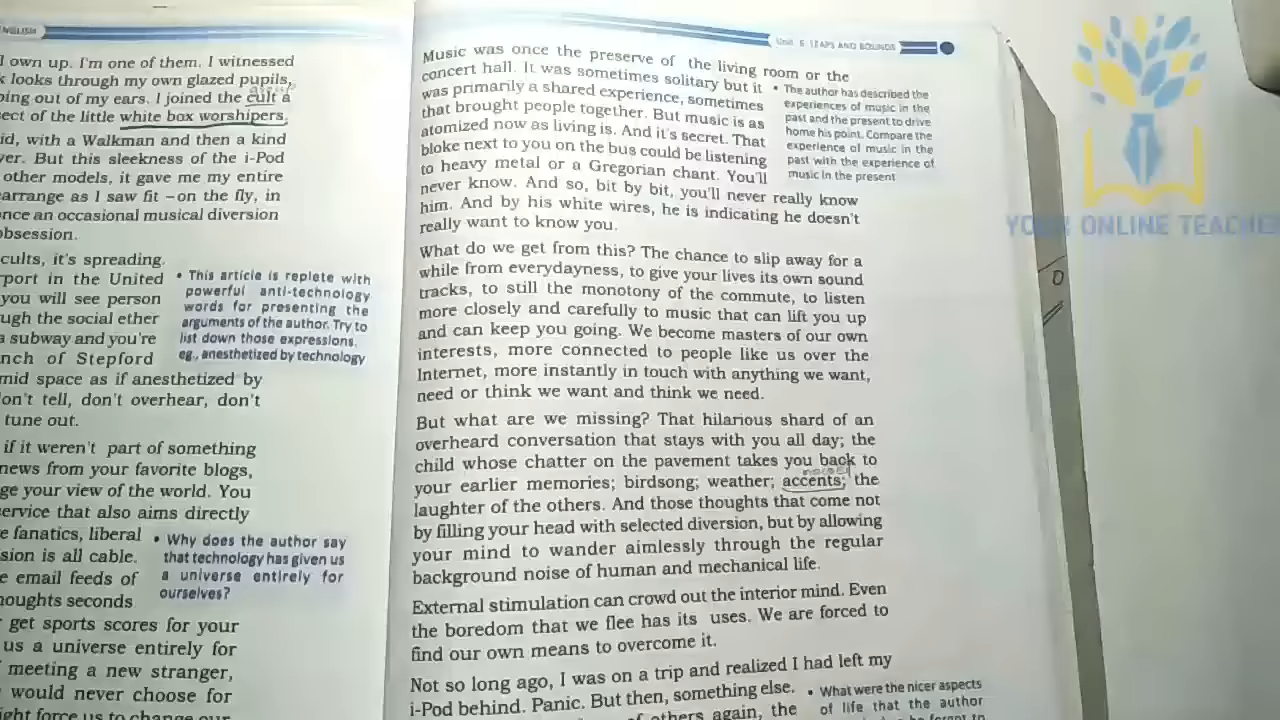 ENGLISH
I own up. I'm one of them. I witnessed
looks through my own glazed pupils,
out of my ears. I joined the cult a
sect of the little white box worshipers.
with a Walkman and then a kind
But this sleekness of the i-Pod
other models, it gave me my entire
arrange as I saw fit – on the fly, in
once an occasional musical diversion
obsession.
cults, it's spreading.
port in the United
you will see person
ugh the social ether
a subway and you're
nch of Stepford
mid space as if anesthetized by
don't tell, don't overhear, don't
tune out.
• This article is replete with
powerful anti-technology
words for presenting the
arguments of the author. Try to
list down those expressions.
eg., anesthetized by technology
if it weren't part of something
news from your favorite blogs,
ge your view of the world. You
service that also aims directly
e fanatics, liberal
sion is all cable.
e email feeds of
houghts seconds
• Why does the author say
that technology has given us
a universe entirely for
ourselves?
get sports scores for your
us a universe entirely for
meeting a new stranger,
would never choose for
ight force us to change our
Unit. 6 LEAPS AND BOUNDS
Music was once the preserve of the living room or the
concert hall. It was sometimes solitary but it
was primarily a shared experience, sometimes
that brought people together. But music is as
atomized now as living is. And it's secret. That
bloke next to you on the bus could be listening
to heavy metal or a Gregorian chant. You'll
never know. And so, bit by bit, you'll never really know
him. And by his white wires, he is indicating he doesn't
really want to know you.
• The author has described the
experiences of music in the
past and the present to drive
home his point. Compare the
experience of music in the
past with the experience of
music in the present
What do we get from this? The chance to slip away for a
while from everydayness, to give your lives its own sound
tracks, to still the monotony of the commute, to listen
more closely and carefully to music that can lift you up
and can keep you going. We become masters of our own
interests, more connected to people like us over the
Internet, more instantly in touch with anything we want,
need or think we want and think we need.
But what are we missing? That hilarious shard of an
overheard conversation that stays with you all day; the
child whose chatter on the pavement takes you back to
your earlier memories; birdsong; weather; accents; the
laughter of the others. And those thoughts that come not
by filling your head with selected diversion, but by allowing
your mind to wander aimlessly through the regular
background noise of human and mechanical life.
External stimulation can crowd out the interior mind. Even
the boredom that we flee has its uses. We are forced to
find our own means to overcome it.
Not so long ago, I was on a trip and realized I had left my
i-Pod behind. Panic. But then, something else.
of others again, the
• What were the nicer aspects
of life that the author
YOUR ONLINE TEACHER